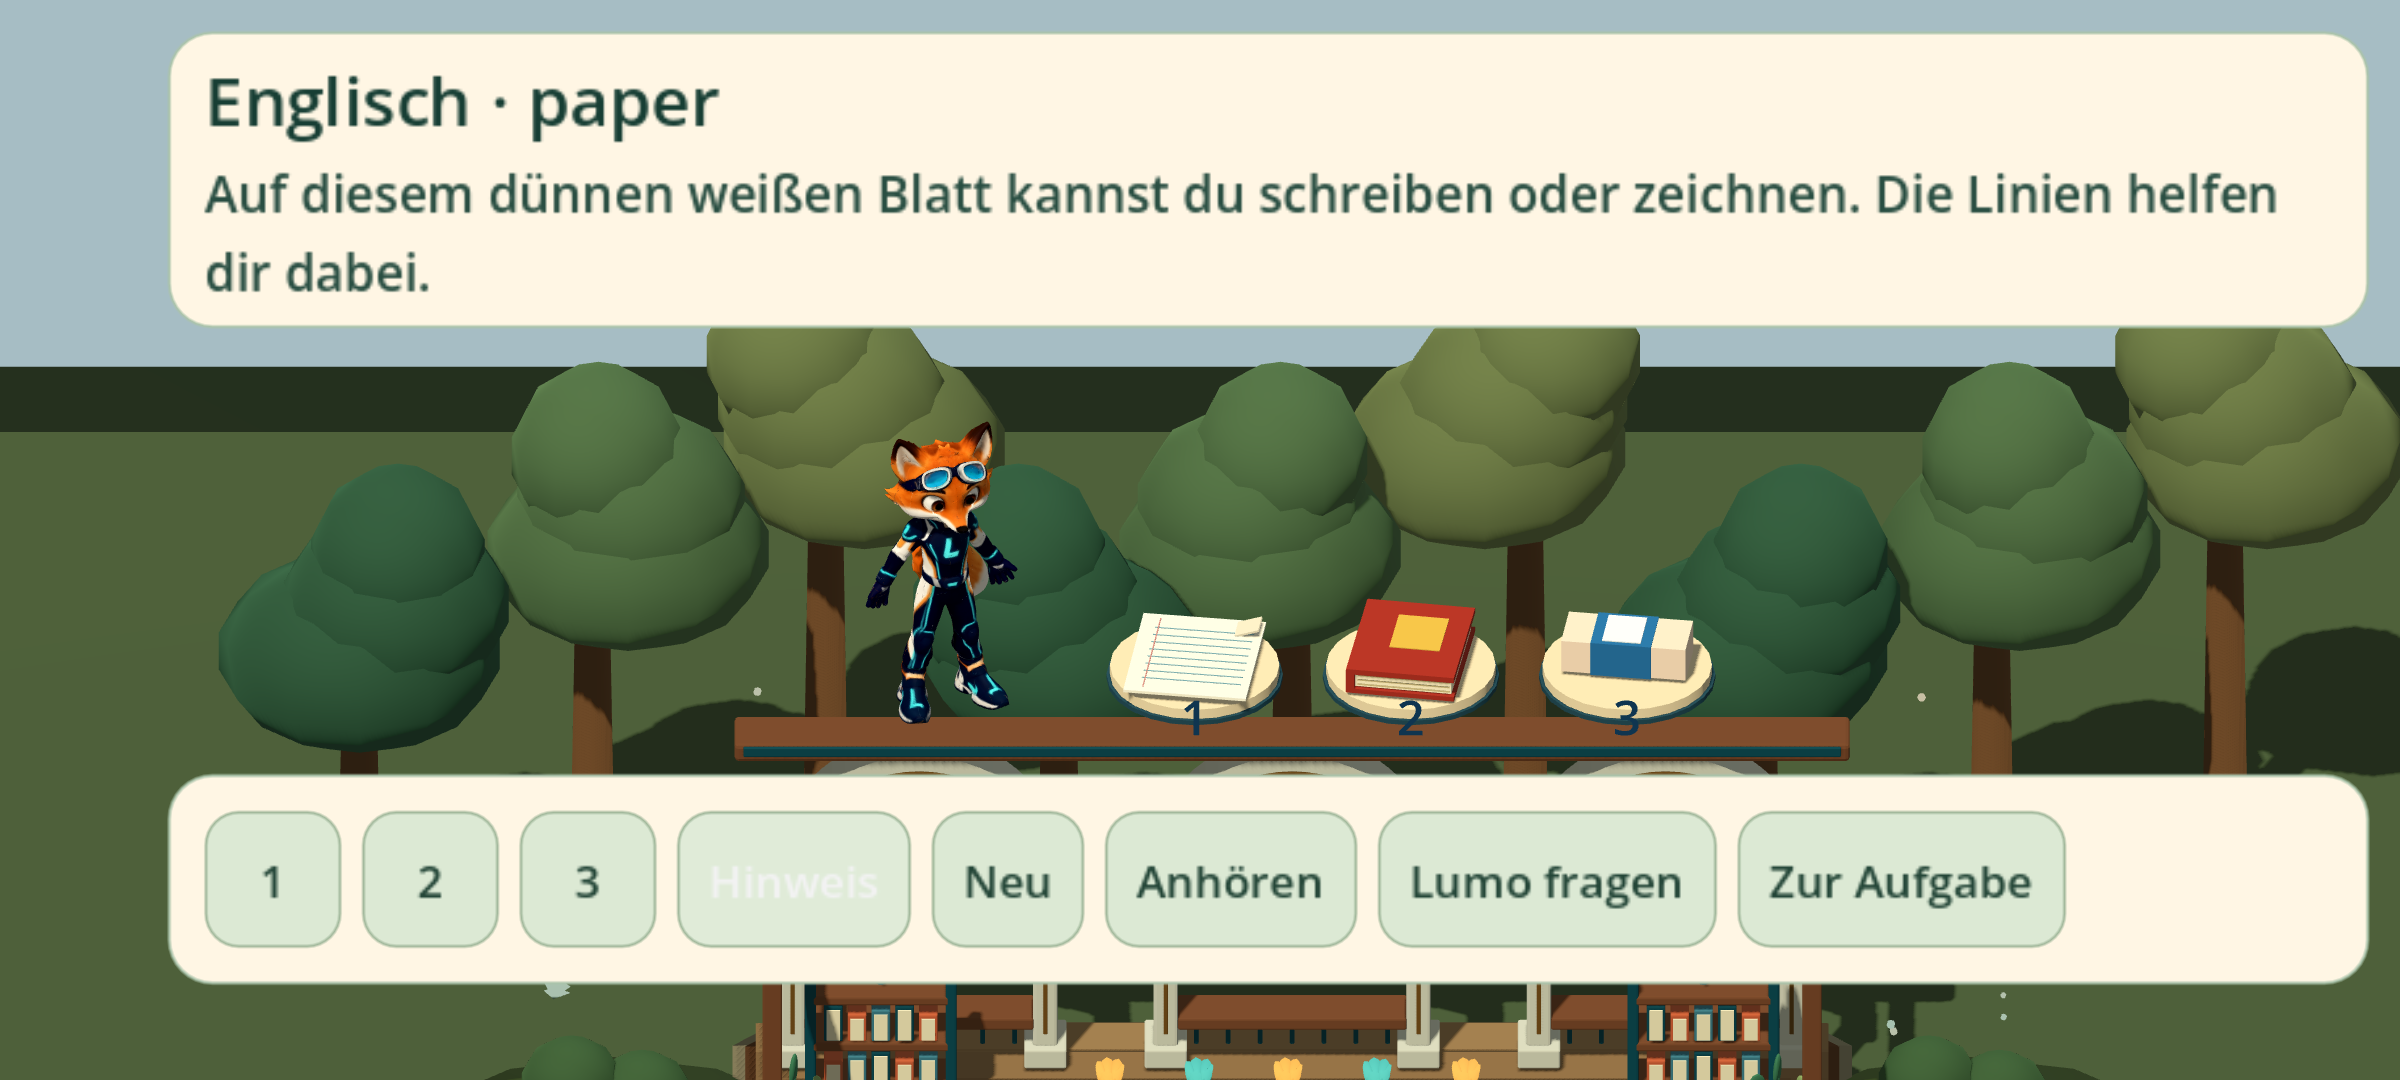 Englisch · paper
Auf diesem dünnen weißen Blatt kannst du schreiben oder zeichnen. Die Linien helfen
dir dabei.
L
1 2 3
1 2 3 Hinweis Neu Anhören Lumo fragen Zur Aufgabe